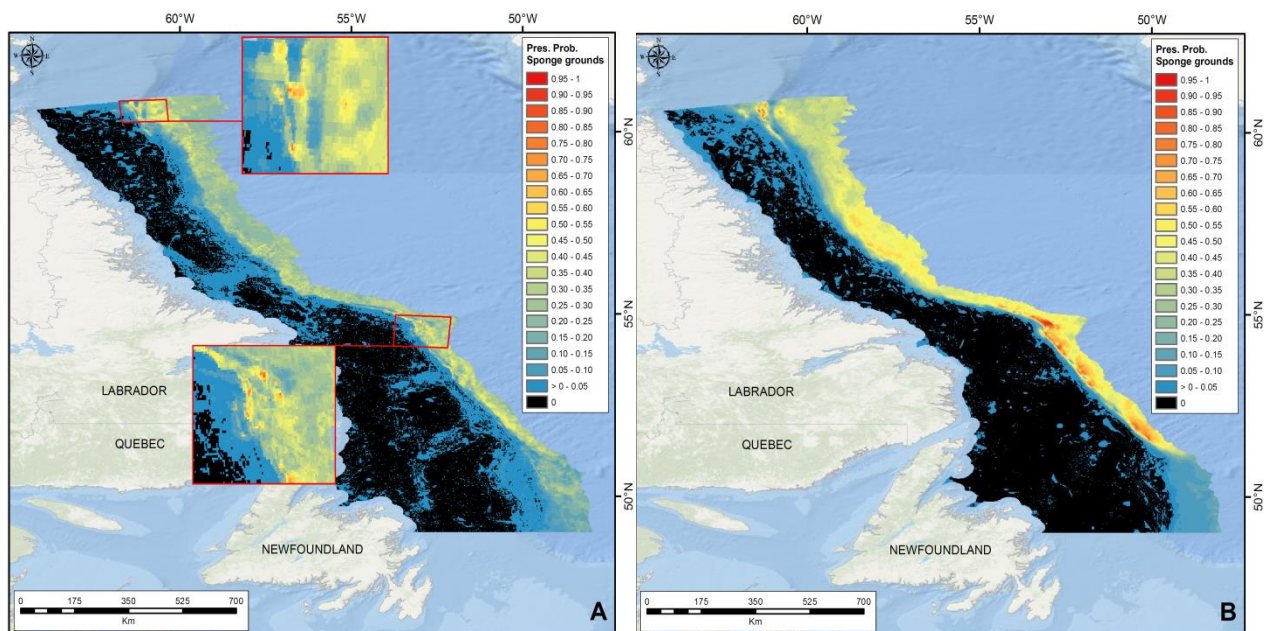 60°W
55°W
50°W
N
W
E
S
Pres. Prob.
Sponge grounds
0.95 - 1
0.90 - 0.95
0.85 - 0.90
0.80 - 0.85
0.75 - 0.80
0.70 - 0.75
0.65 - 0.70
0.60 - 0.65
0.55 - 0.60
0.50 - 0.55
0.45 - 0.50
0.40 - 0.45
0.35 - 0.40
0.30 - 0.35
0.25 - 0.30
0.20 - 0.25
0.15 - 0.20
0.10 - 0.15
0.05 - 0.10
> 0 - 0.05
0
60°N
55°N
50°N
LABRADOR
QUEBEC
NEWFOUNDLAND
0
175
350
525
700
Km
A
60°W
55°W
50°W
N
W
E
S
Pres. Prob.
Sponge grounds
0.95 - 1
0.90 - 0.95
0.85 - 0.90
0.80 - 0.85
0.75 - 0.80
0.70 - 0.75
0.65 - 0.70
0.60 - 0.65
0.55 - 0.60
0.50 - 0.55
0.45 - 0.50
0.40 - 0.45
0.35 - 0.40
0.30 - 0.35
0.25 - 0.30
0.20 - 0.25
0.15 - 0.20
0.10 - 0.15
0.05 - 0.10
> 0 - 0.05
0
60°N
55°N
50°N
LABRADOR
QUEBEC
NEWFOUNDLAND
0
175
350
525
700
Km
B